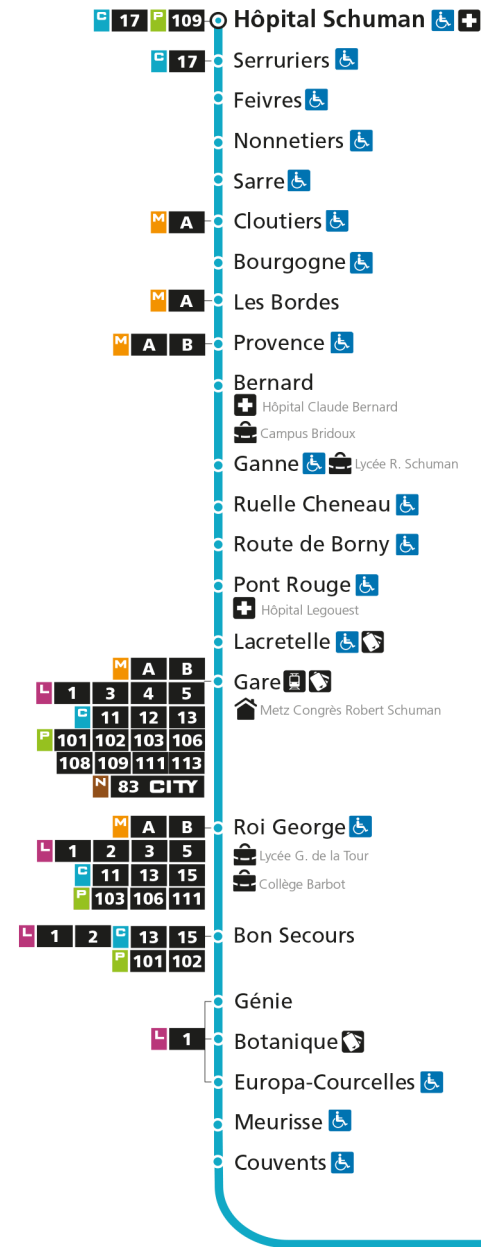 C 17 P 109 Hôpital Schuman
C 17 Serruriers
Feivres
Nonnetiers
Sarre
M A Cloutiers
Bourgogne
M A Les Bordes
M A B Provence
Bernard
Hôpital Claude Bernard
Campus Bridoux
Ganne Lycée R. Schuman
Ruelle Cheneau
Route de Borny
Pont Rouge
Hôpital Legouest
Lacretelle
M A B
L 1 3 4 5 Gare
C 11 12 13 Metz Congrès Robert Schuman
P 101 102 103 106
108 109 111 113
N 83 CITY
M A B Roi George
L 1 2 3 5 Lycée G. de la Tour
C 11 13 15 Collège Barbot
P 103 106 111
L 1 2 C 13 15 Bon Secours
P 101 102
Génie
L 1 Botanique
Europa-Courcelles
Meurisse
Couvents